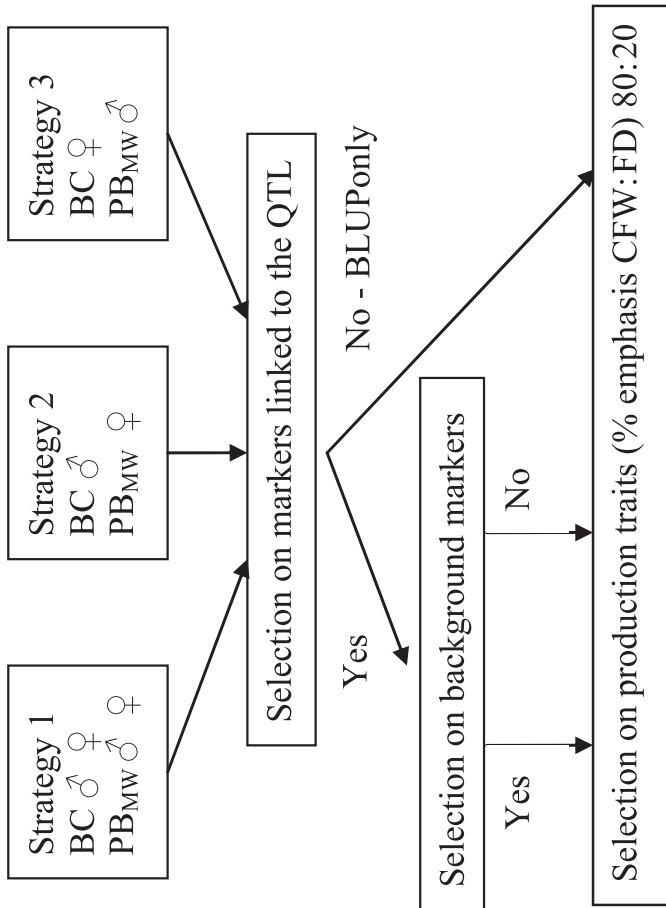 Strategy 1
BC ♂ ♀
PBMW ♂ ♀
Strategy 2
BC ♂
PBMW ♀
Strategy 3
BC ♀
PBMW ♂
Selection on markers linked to the QTL
Yes
No - BLUPonly
Selection on background markers
Yes
No
Selection on production traits (% emphasis CFW:FD) 80:20